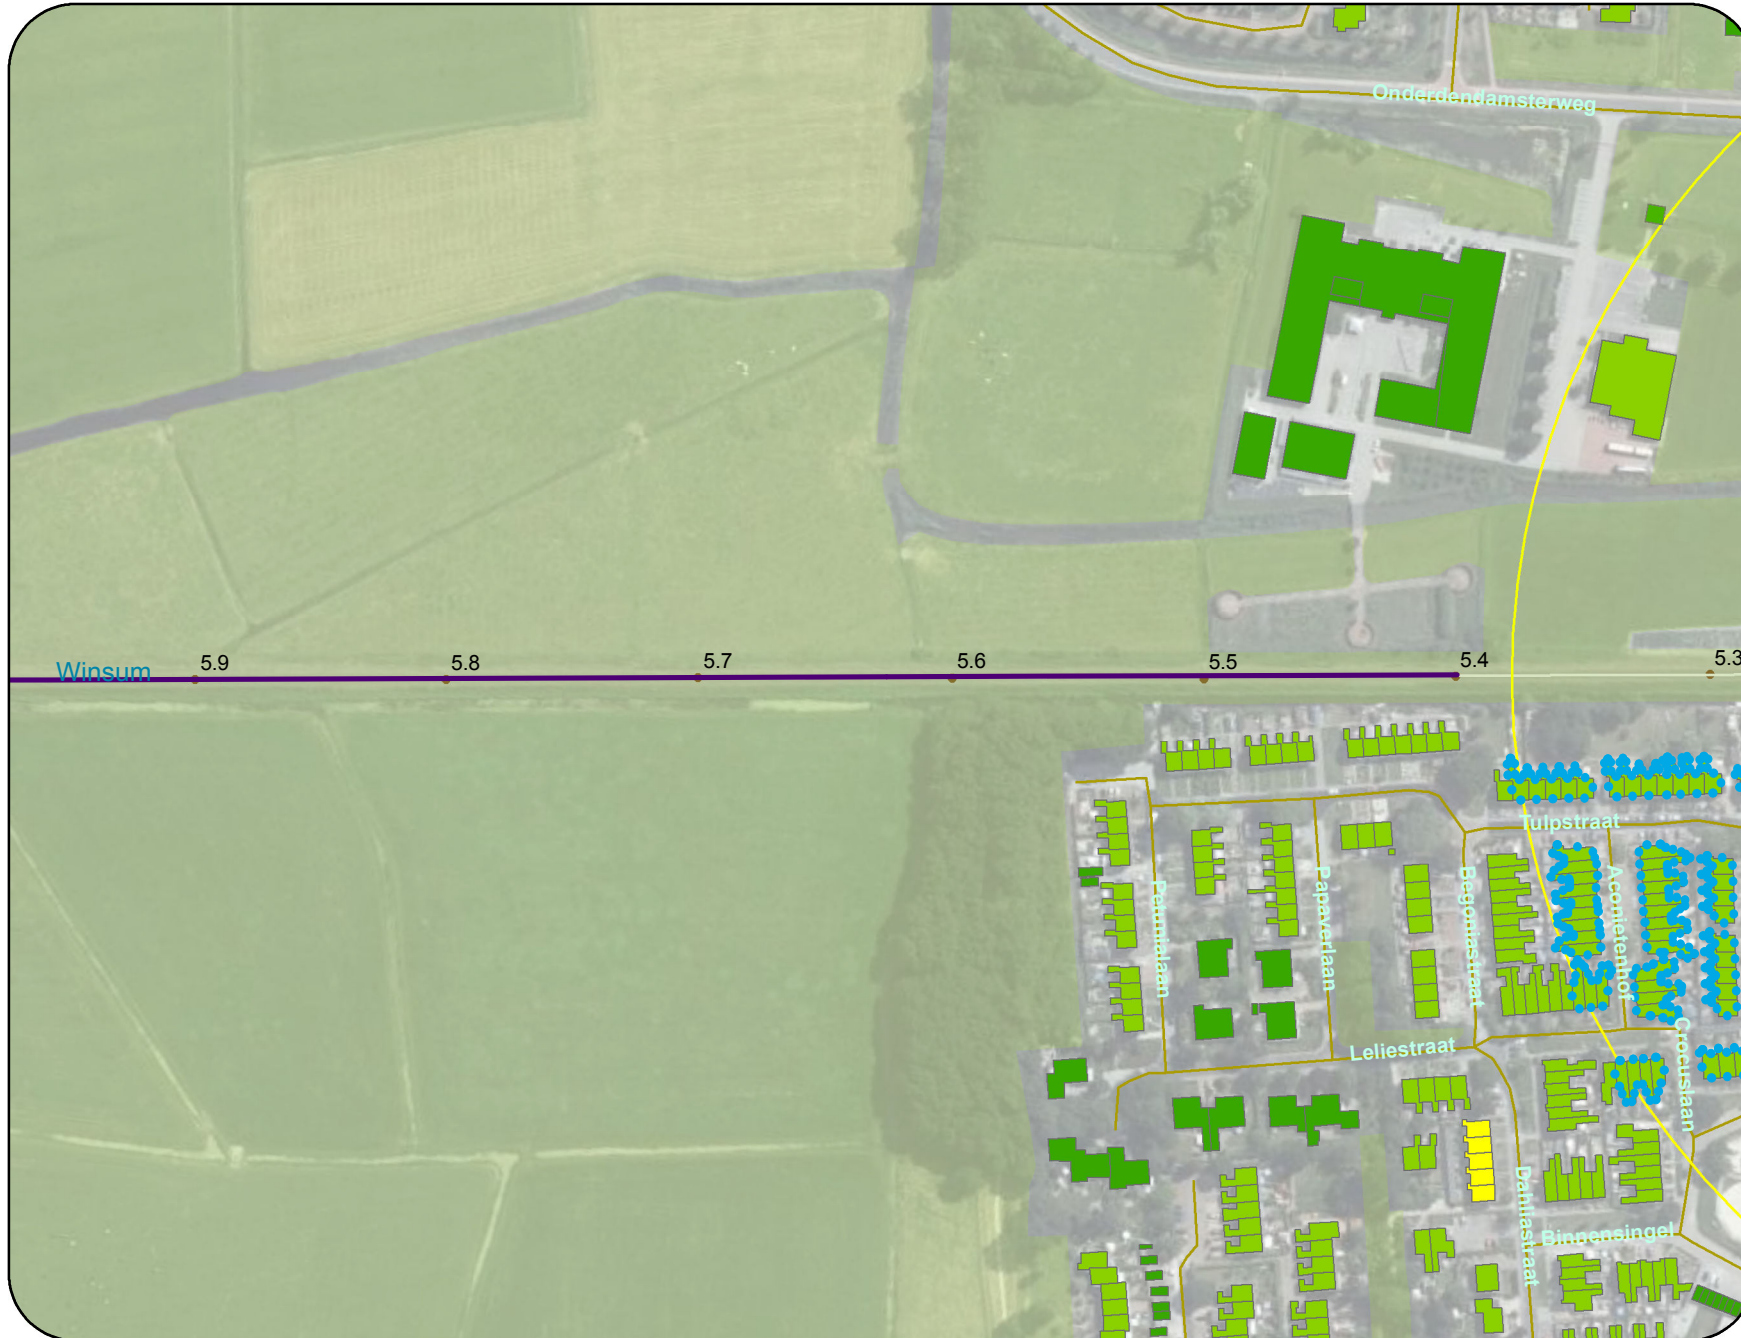 Onderdendamsterweg
Winsum
5.9
5.8
5.7
5.6
5.5
5.4
5.3
Tulpstraat
Petunialaan
Papaverlaan
Begoniastraat
Aconietenhof
Crocuslaan
Leliestraat
Dahliastraat
Binnensingel